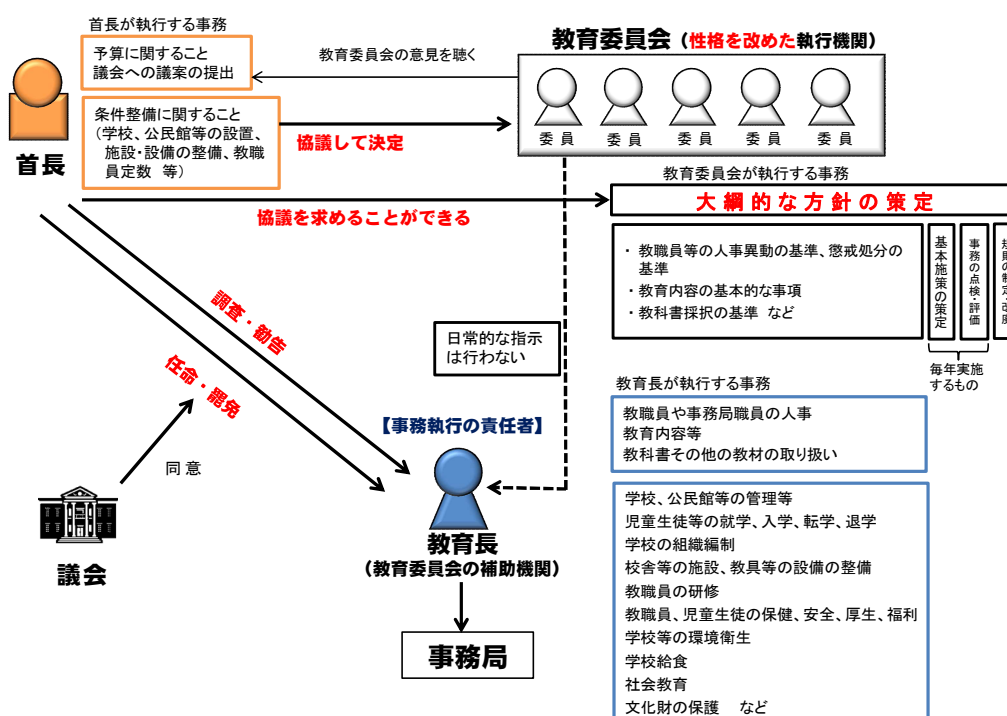 首長が執行する事務
予算に関すること
議会への議案の提出
首長
条件整備に関すること
（学校、公民館等の設置、
施設・設備の整備、教職
員定数　等）
教育委員会の意見を聴く
協議して決定
教育委員会（性格を改めた執行機関）
委員
委員
委員
委員
委員
教育委員会が執行する事務
大綱的な方針の策定
協議を求めることができる
・教職員等の人事異動の基準、懲戒処分の
基準
・教育内容の基本的な事項
・教科書採択の基準　など
基本施策の策定
事務の点検・評価
毎年実施
するもの
調査・勧告
任命・罷免
同意
議会
日常的な指示
は行わない
【事務執行の責任者】
教育長
（教育委員会の補助機関）
事務局
教育長が執行する事務
教職員や事務局職員の人事
教育内容等
教科書その他の教材の取り扱い
学校、公民館等の管理等
児童生徒等の就学、入学、転学、退学
学校の組織編制
校舎等の施設、教具等の設備の整備
教職員の研修
教職員、児童生徒の保健、安全、厚生、福利
学校等の環境衛生
学校給食
社会教育
文化財の保護　など